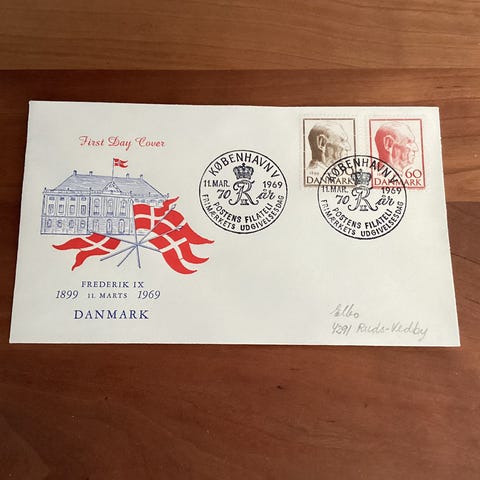 First Day Cover
FREDERIK IX
1899 11. MARTS 1969
DANMARK
KØBENHAVN V
11.MAR. 1969
70 år
POSTENS FILATELI
FRIMÆRKETS UDGIVELSESDAG
DANMARK
60
DANMARK
KØBENHAVN V
11.MAR. 1969
70 år
POSTENS FILATELI
FRIMÆRKETS UDGIVELSESDAG
Elbo
4291 Ruds-Vedby